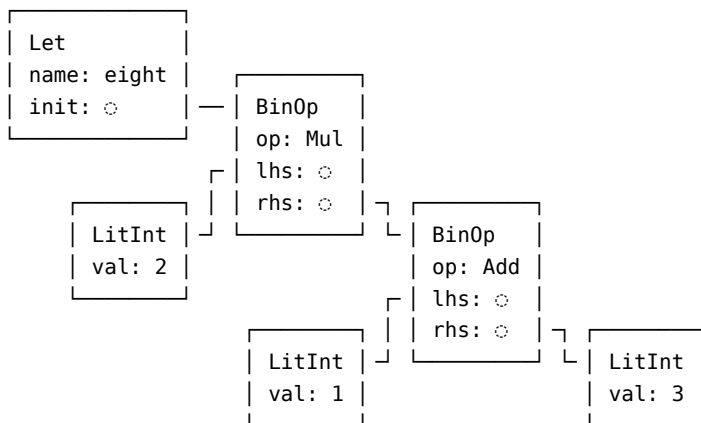 Let
name: eight
init: ◌
BinOp
op: Mul
lhs: ◌
rhs: ◌
LitInt
val: 2
BinOp
op: Add
lhs: ◌
rhs: ◌
LitInt
val: 1
LitInt
val: 3